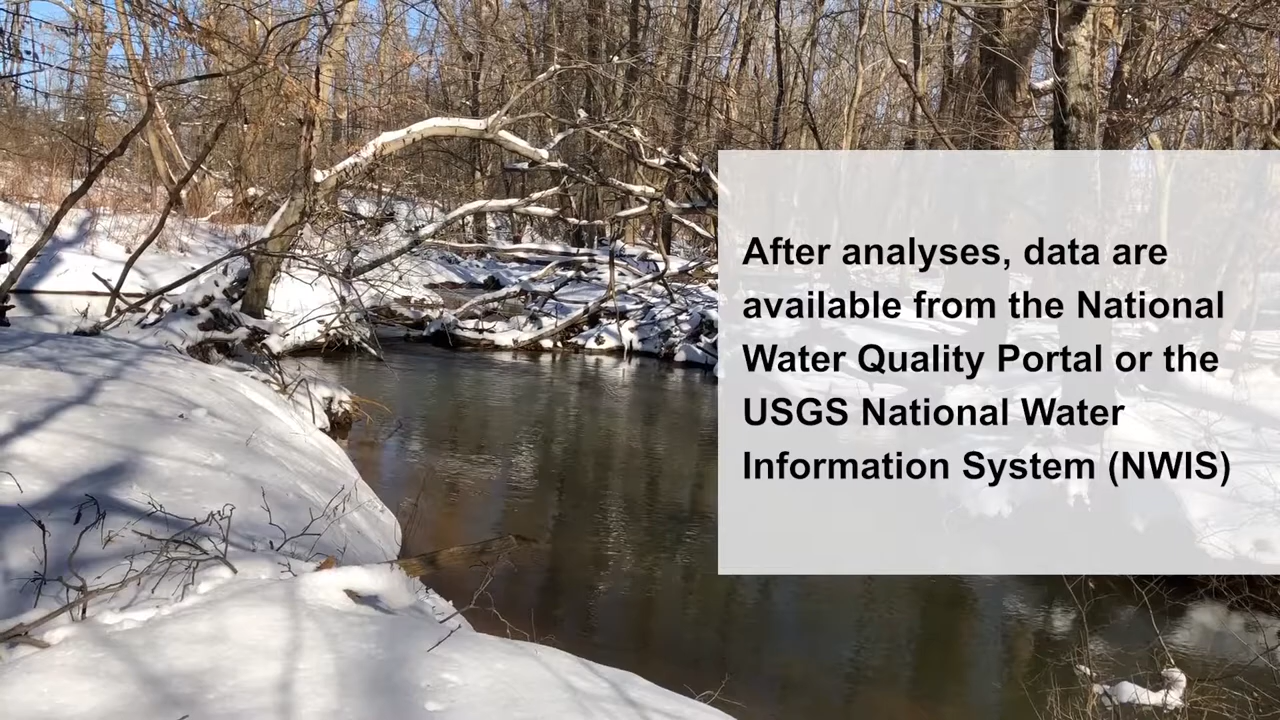 After analyses, data are
available from the National
Water Quality Portal or the
USGS National Water
Information System (NWIS)